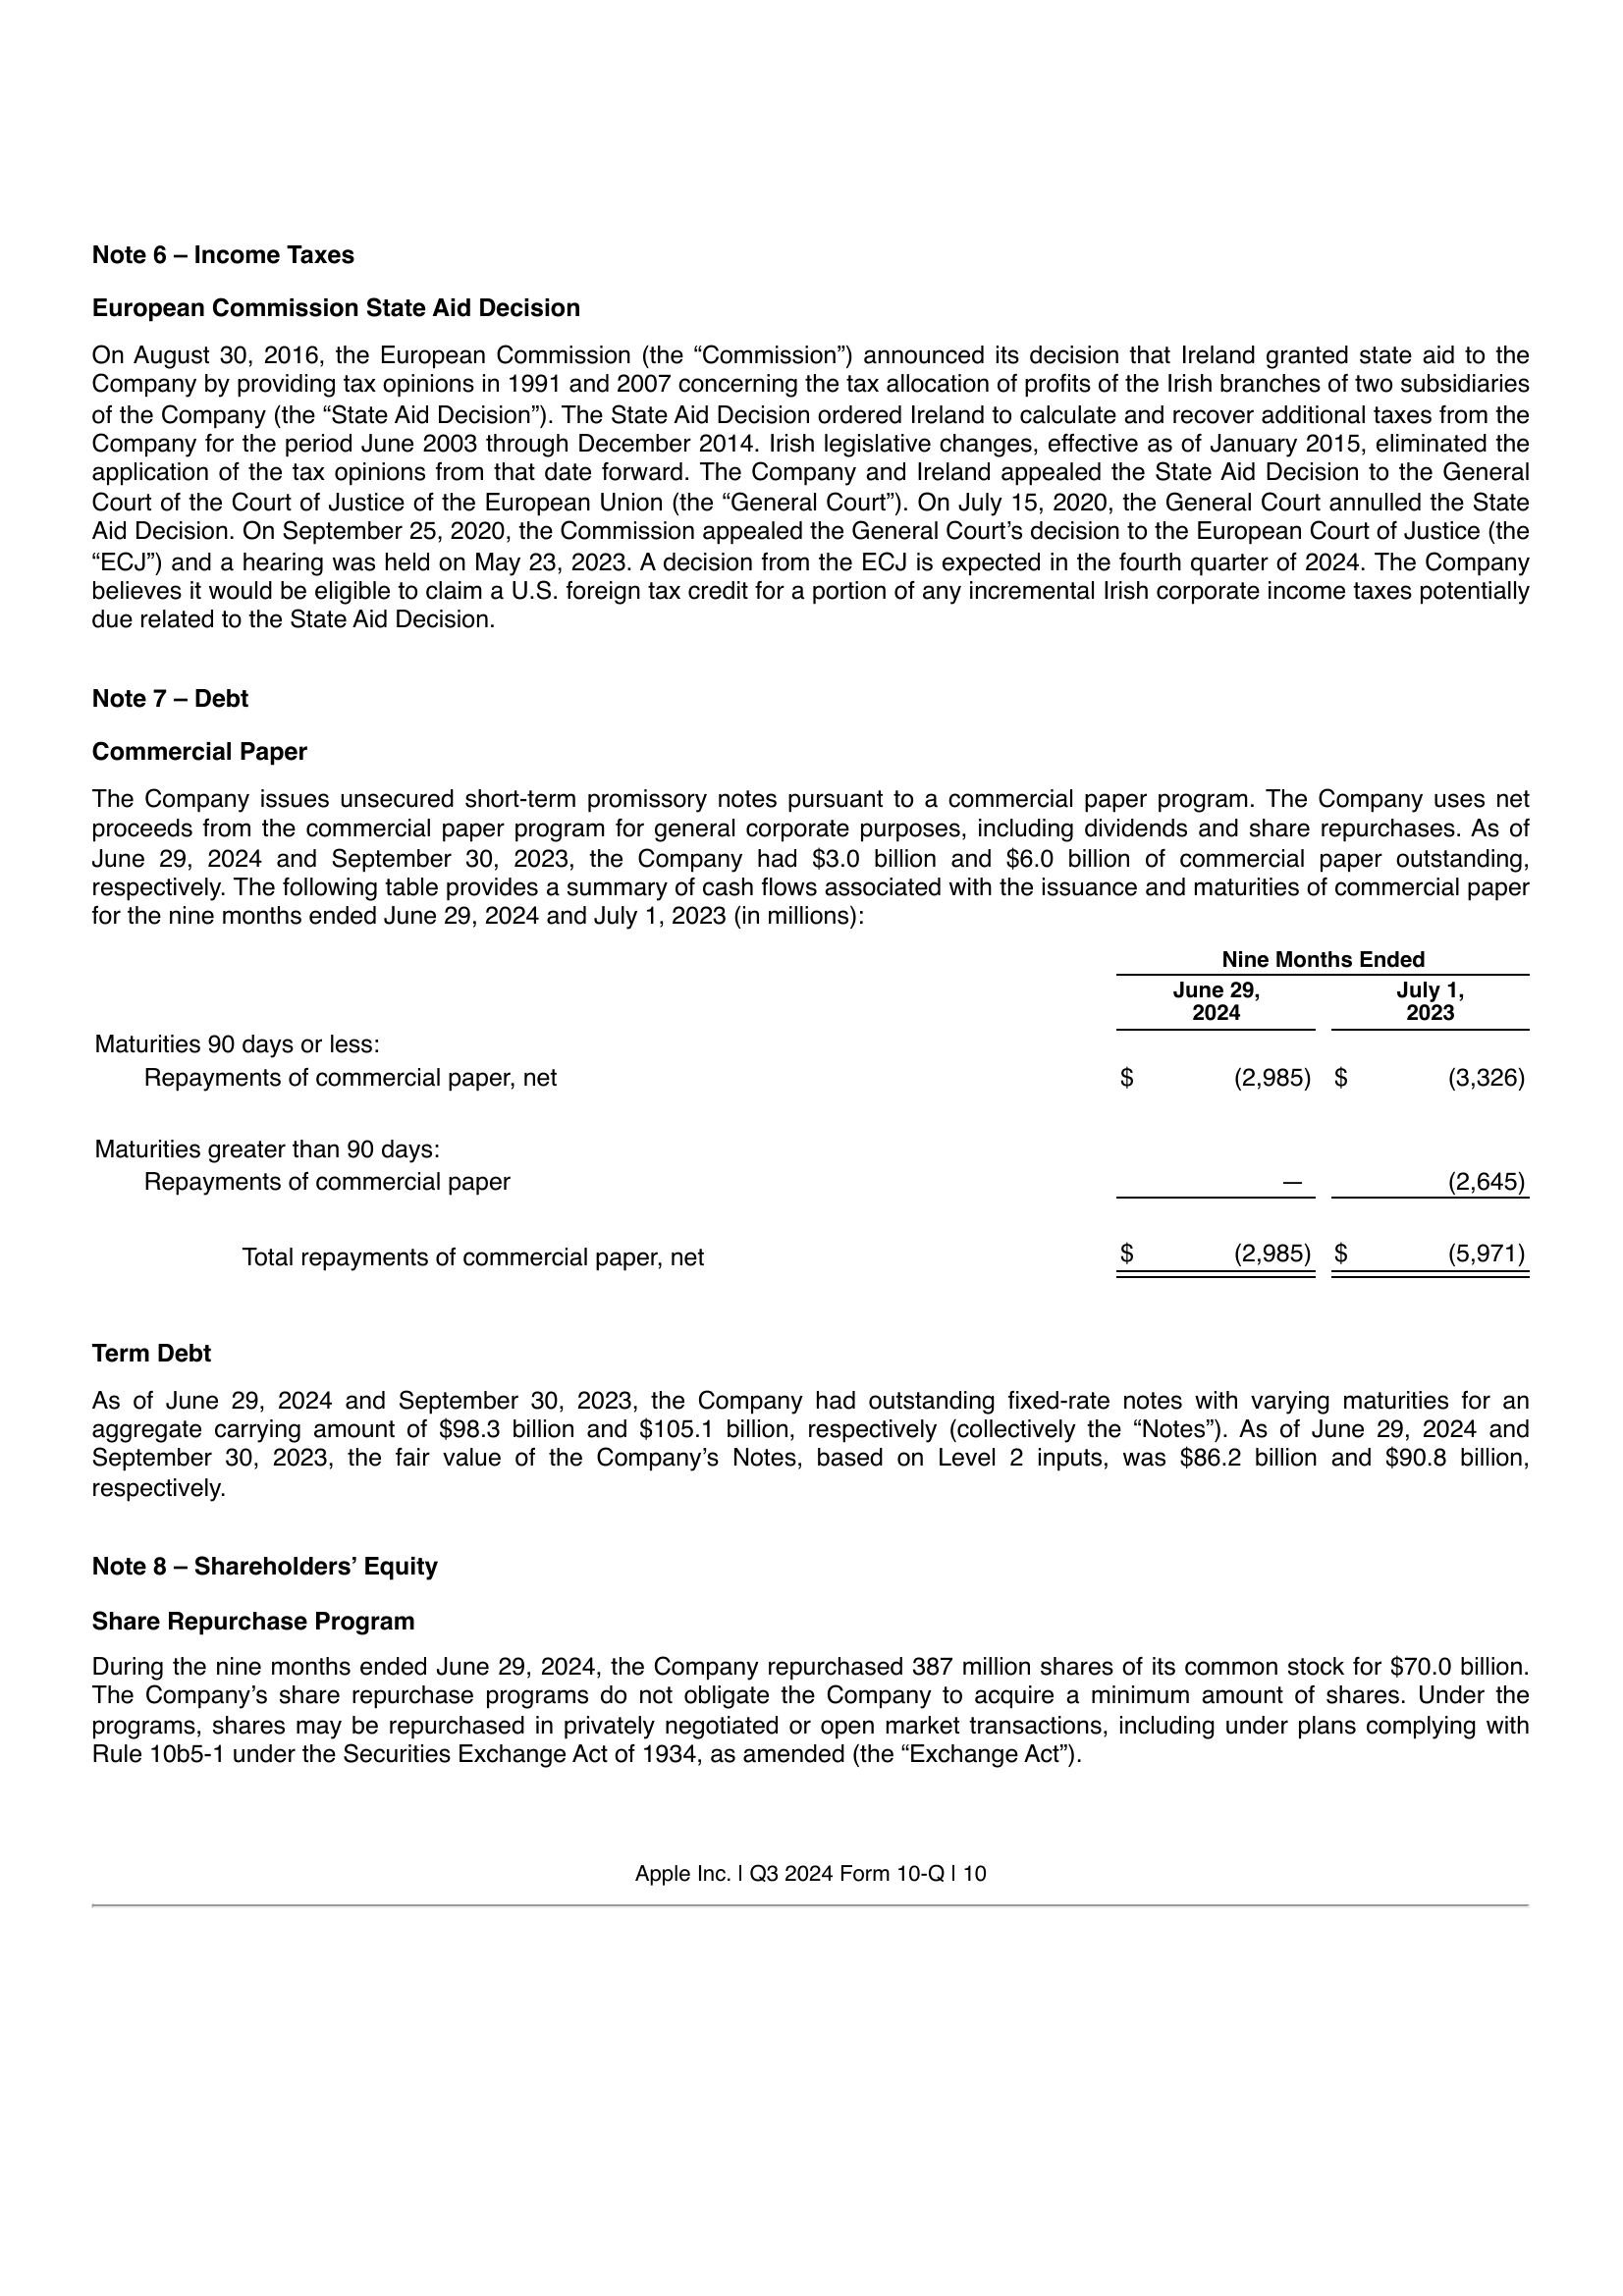 Note 6 – Income Taxes
European Commission State Aid Decision
On August 30, 2016, the European Commission (the “Commission”) announced its decision that Ireland granted state aid to the
Company by providing tax opinions in 1991 and 2007 concerning the tax allocation of profits of the Irish branches of two subsidiaries
of the Company (the “State Aid Decision”). The State Aid Decision ordered Ireland to calculate and recover additional taxes from the
Company for the period June 2003 through December 2014. Irish legislative changes, effective as of January 2015, eliminated the
application of the tax opinions from that date forward. The Company and Ireland appealed the State Aid Decision to the General
Court of the Court of Justice of the European Union (the “General Court”). On July 15, 2020, the General Court annulled the State
Aid Decision. On September 25, 2020, the Commission appealed the General Court’s decision to the European Court of Justice (the
“ECJ”) and a hearing was held on May 23, 2023. A decision from the ECJ is expected in the fourth quarter of 2024. The Company
believes it would be eligible to claim a U.S. foreign tax credit for a portion of any incremental Irish corporate income taxes potentially
due related to the State Aid Decision.
Note 7 – Debt
Commercial Paper
The Company issues unsecured short-term promissory notes pursuant to a commercial paper program. The Company uses net
proceeds from the commercial paper program for general corporate purposes, including dividends and share repurchases. As of
June 29, 2024 and September 30, 2023, the Company had $3.0 billion and $6.0 billion of commercial paper outstanding,
respectively. The following table provides a summary of cash flows associated with the issuance and maturities of commercial paper
for the nine months ended June 29, 2024 and July 1, 2023 (in millions):
Nine Months Ended
June 29, 2024 July 1, 2023
Maturities 90 days or less:
Repayments of commercial paper, net $ (2,985) $ (3,326)
Maturities greater than 90 days:
Repayments of commercial paper — (2,645)
Total repayments of commercial paper, net $ (2,985) $ (5,971)
Term Debt
As of June 29, 2024 and September 30, 2023, the Company had outstanding fixed-rate notes with varying maturities for an
aggregate carrying amount of $98.3 billion and $105.1 billion, respectively (collectively the “Notes”). As of June 29, 2024 and
September 30, 2023, the fair value of the Company’s Notes, based on Level 2 inputs, was $86.2 billion and $90.8 billion,
respectively.
Note 8 – Shareholders’ Equity
Share Repurchase Program
During the nine months ended June 29, 2024, the Company repurchased 387 million shares of its common stock for $70.0 billion.
The Company’s share repurchase programs do not obligate the Company to acquire a minimum amount of shares. Under the
programs, shares may be repurchased in privately negotiated or open market transactions, including under plans complying with
Rule 10b5-1 under the Securities Exchange Act of 1934, as amended (the “Exchange Act”).
Apple Inc. | Q3 2024 Form 10-Q | 10